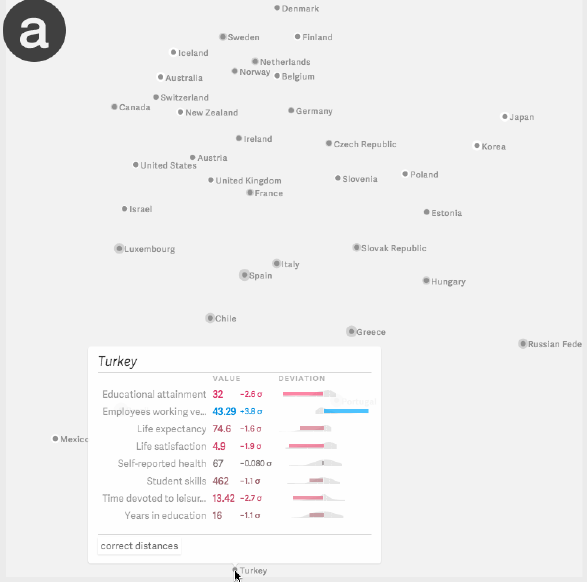 a
Denmark
Sweden
Finland
Iceland
Netherlands
Norway
Belgium
Australia
Switzerland
Canada
New Zealand
Germany
Japan
Ireland
Czech Republic
Korea
Austria
United States
Poland
United Kingdom
Slovenia
France
Israel
Estonia
Luxembourg
Slovak Republic
Italy
Spain
Hungary
Chile
Greece
Russian Fede
Turkey
VALUE DEVIATION
Educational attainment 32 −2.6 σ
Employees working ve... 43.29 +3.8 σ
Life expectancy 74.6 −1.6 σ
Mexico
Life satisfaction 4.9 −1.9 σ
Self-reported health 67 −0.080 σ
Student skills 462 −1.1 σ
Time devoted to leisur... 13.42 −2.7 σ
Years in education 16 −1.1 σ
correct distances
Turkey